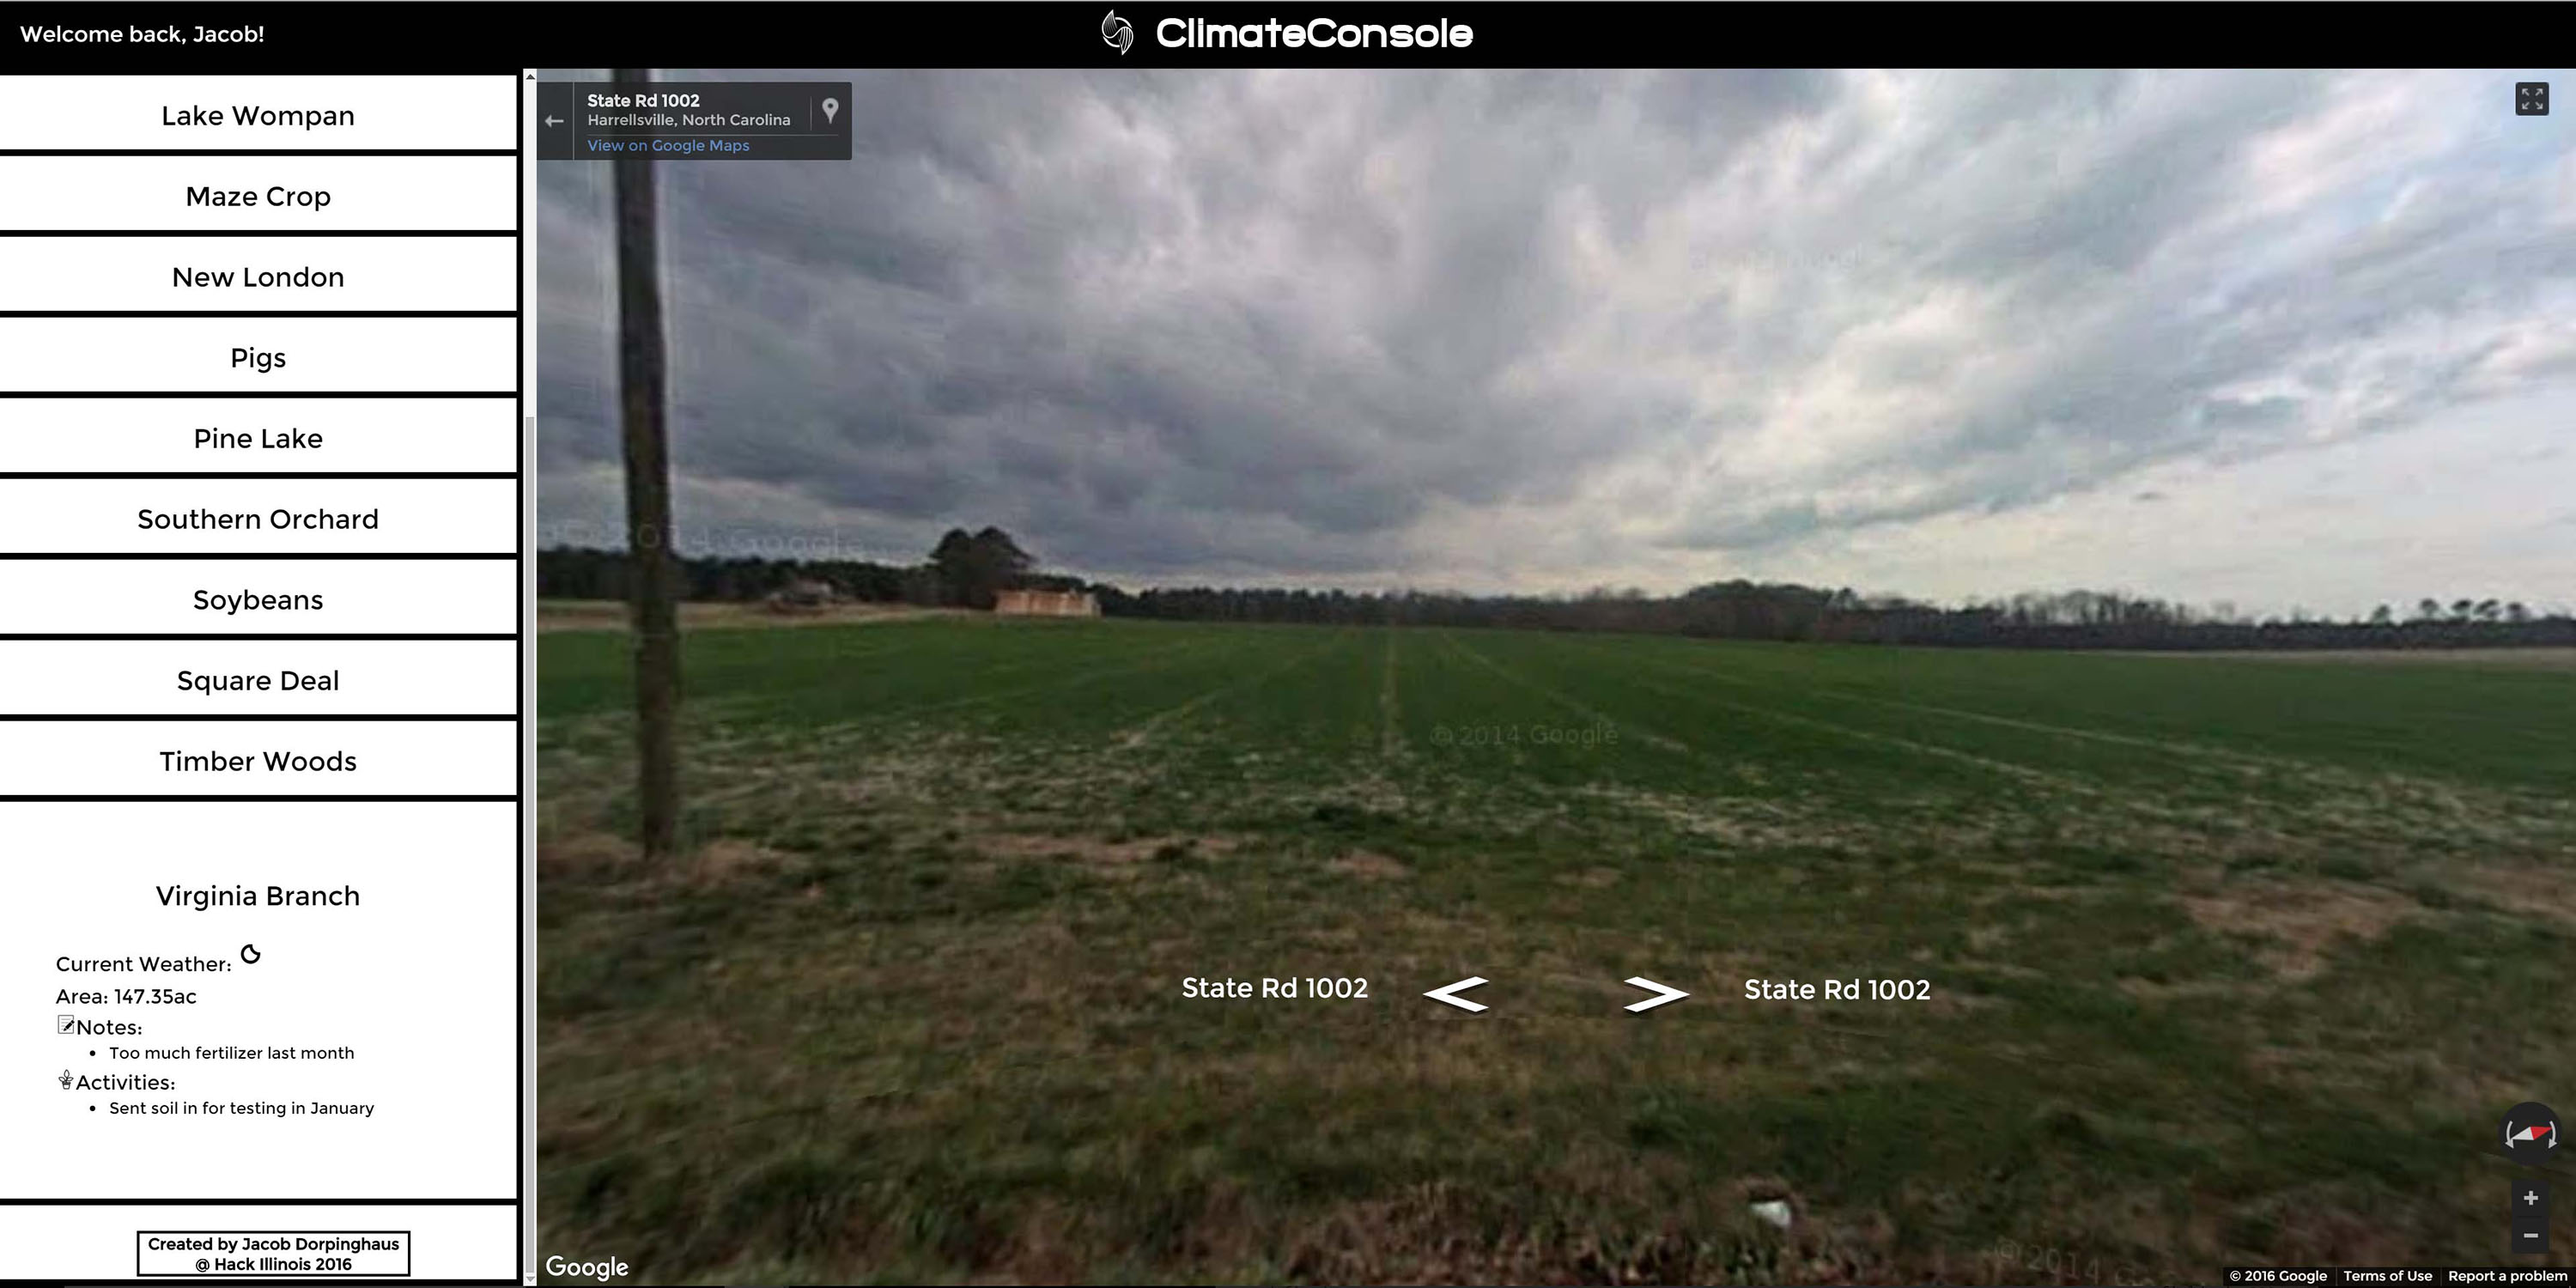 Welcome back, Jacob!
ClimateConsole
Lake Wompan
Maze Crop
New London
Pigs
Pine Lake
Southern Orchard
Soybeans
Square Deal
Timber Woods
Virginia Branch
Current Weather:
Area: 147.35ac
Notes:
• Too much fertilizer last month
Activities:
• Sent soil in for testing in January
Created by Jacob Dorpinghaus
@ Hack Illinois 2016
State Rd 1002
Harrellsville, North Carolina
View on Google Maps
© 2014 Google
© 2014 Google
State Rd 1002 < > State Rd 1002
Google
© 2016 Google Terms of Use Report a problem